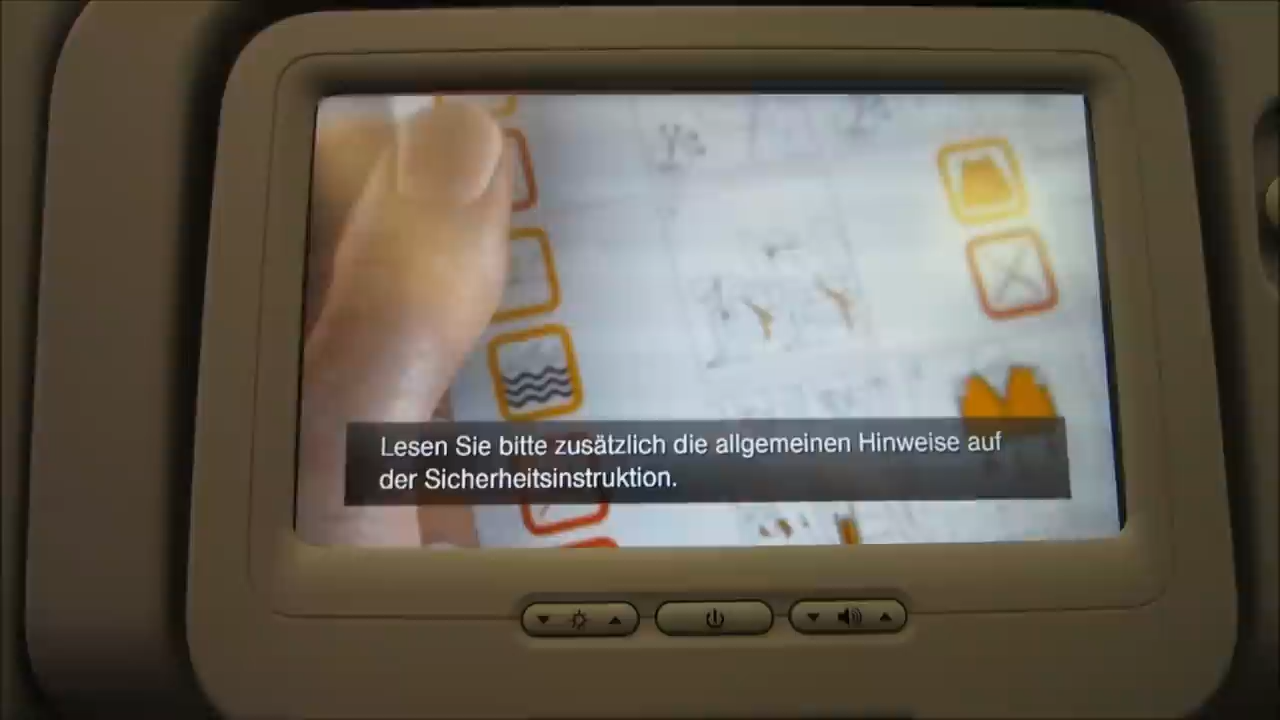 Lesen Sie bitte zusätzlich die allgemeinen Hinweise auf
der Sicherheitsinstruktion.